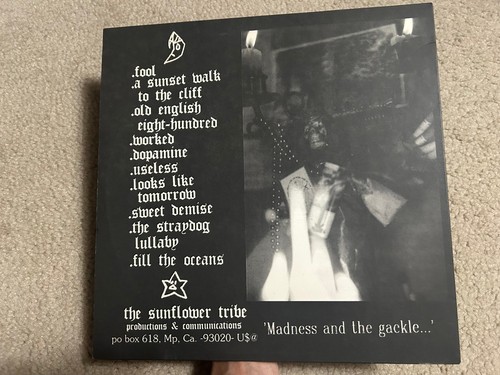 .fool
.a sunset walk
to the cliff
.old english
eight-hundred
.worked
.dopamine
.useless
.looks like
tomorrow
.sweet demise
.the straydog
lullaby
.fill the oceans
the sunflower tribe
productions & communications
po box 618, Mp, Ca. -93020- U$@
'Madness and the gackle...'